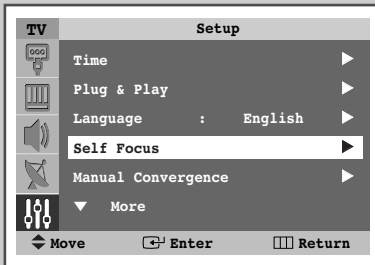 TV Setup
Time
Plug & Play
Language : English
Self Focus
Manual Convergence
More
Move Enter Return